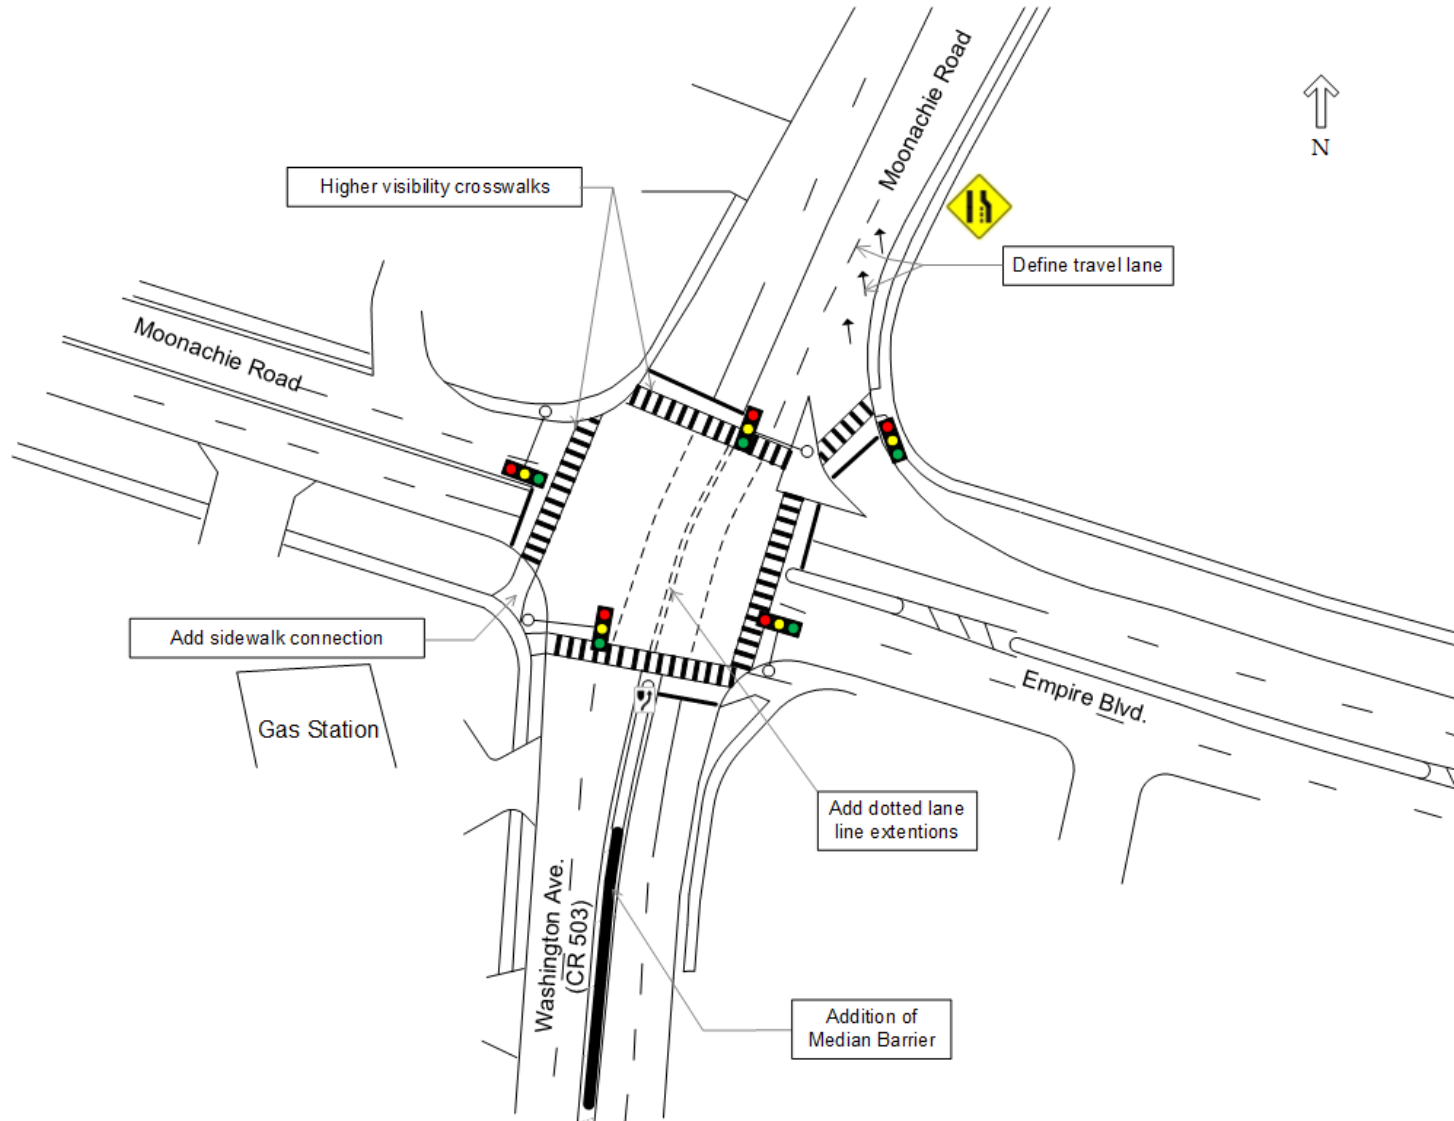 Moonachie Road
N
Higher visibility crosswalks
Define travel lane
Moonachie Road
Add sidewalk connection
Gas Station
Empire Blvd.
Add dotted lane
line extentions
Washington Ave.
(CR 503)
Addition of
Median Barrier